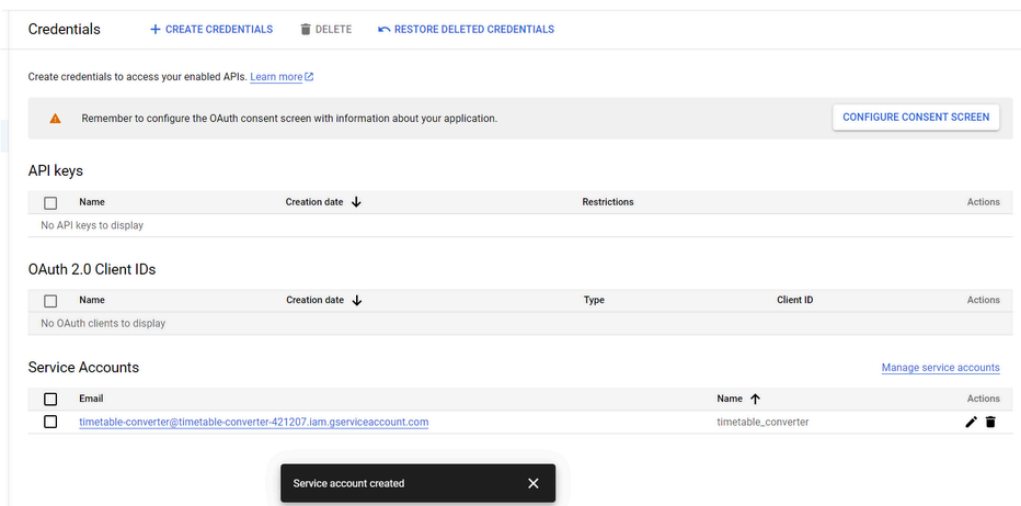 Credentials CREATE CREDENTIALS DELETE RESTORE DELETED CREDENTIALS
Create credentials to access your enabled APIs. Learn more
Remember to configure the OAuth consent screen with information about your application. CONFIGURE CONSENT SCREEN
API keys
Name Creation date Restrictions Actions
No API keys to display
OAuth 2.0 Client IDs
Name Creation date Type Client ID Actions
No OAuth clients to display
Service Accounts Manage service accounts
Email Name Actions
timetable-converter@timetable-converter-421207.iam.gserviceaccount.com timetable_converter
Service account created